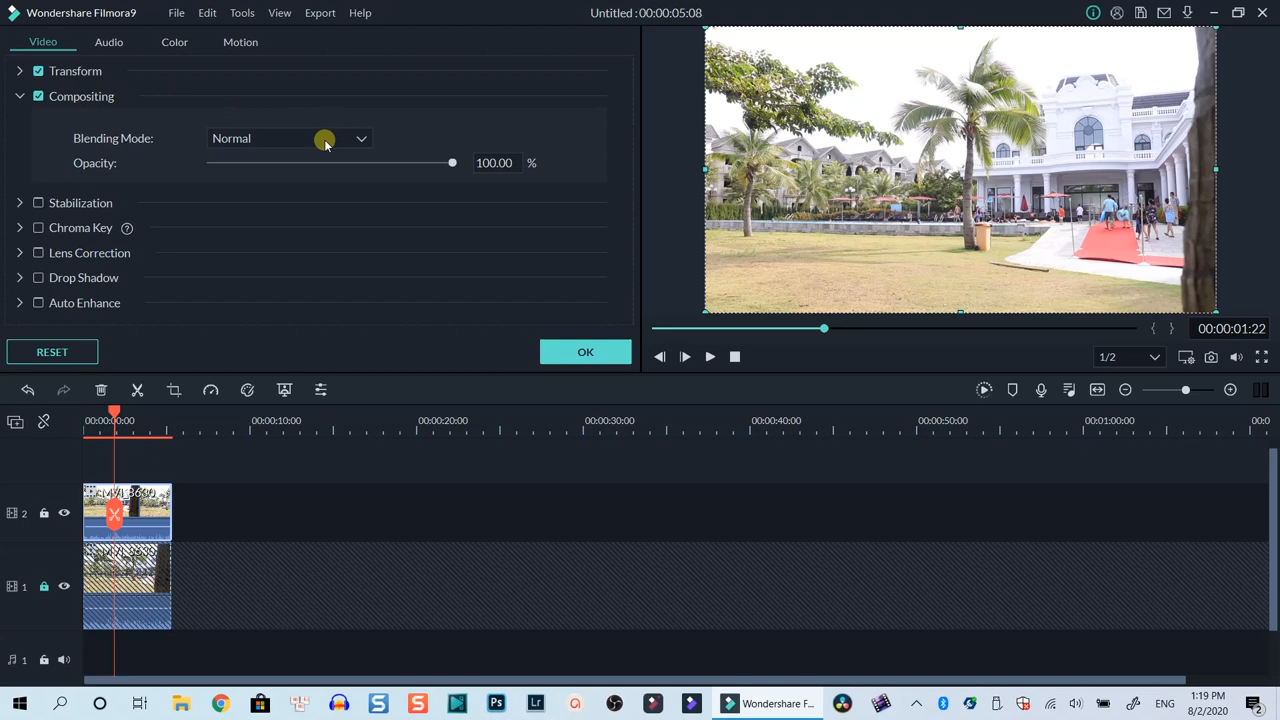 Wondershare Filmora9 File Edit Tools View Export Help Untitled : 00:00:05:08
Video Audio Color Motion
Transform
Compositing
Blending Mode: Normal
Opacity: 100.00 %
Stabilization
Lens Correction
Drop Shadow
Auto Enhance
RESET OK
00:00:01:22
1/2
00:00:00:00 00:00:10:00 00:00:20:00 00:00:30:00 00:00:40:00 00:00:50:00 00:01:00:00 00:0
2
1
1
Wondershare F... ENG 1:19 PM
8/2/2020 2